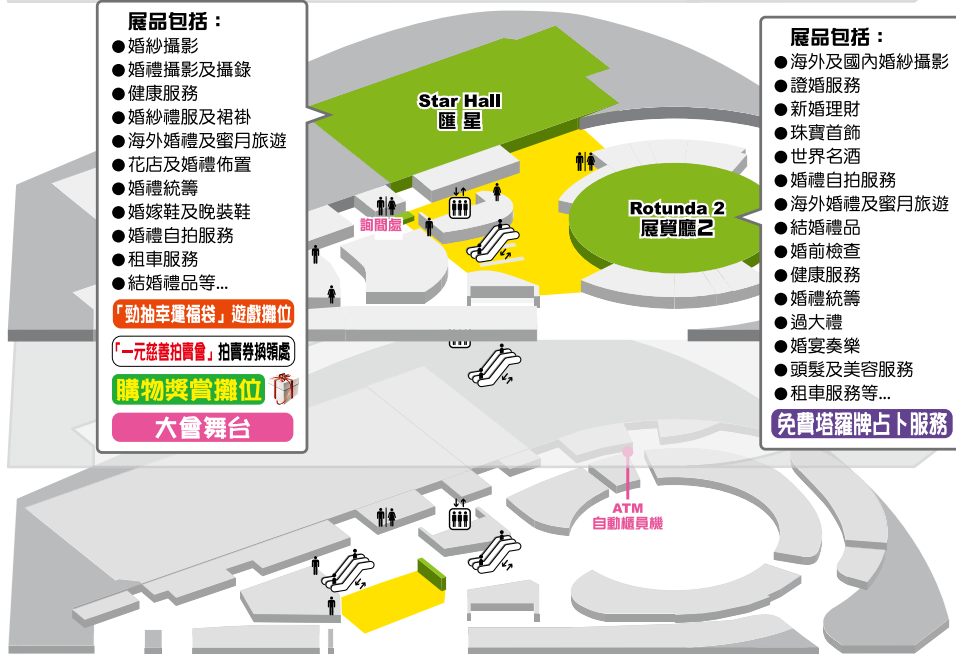 展品包括：
●婚紗攝影
●婚禮攝影及攝錄
●健康服務
●婚紗禮服及裙褂
●海外婚禮及蜜月旅遊
●花店及婚禮佈置
●婚禮統籌
●婚嫁鞋及晚裝鞋
●婚禮自拍服務
●租車服務
●結婚禮品等...
「勁抽幸運福袋」遊戲攤位
「一元慈善拍賣會」拍賣券換領處
購物獎賞攤位
大會舞台
Star Hall
匯星
詢問處
Rotunda 2
展貿廳2
展品包括：
●海外及國內婚紗攝影
●證婚服務
●新婚理財
●珠寶首飾
●世界名酒
●婚禮自拍服務
●海外婚禮及蜜月旅遊
●結婚禮品
●婚前檢查
●健康服務
●婚禮統籌
●過大禮
●婚宴奏樂
●頭髮及美容服務
●租車服務等...
免費塔羅牌占卜服務
ATM
自動櫃員機